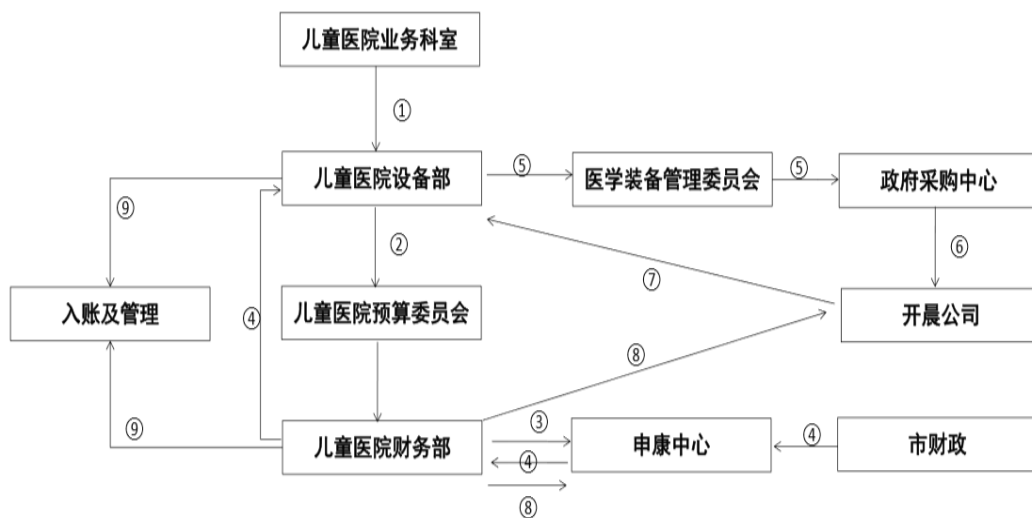 儿童医院业务科室
①
儿童医院设备部
⑤
医学装备管理委员会
⑤
政府采购中心
⑨
②
⑥
⑦
入账及管理
④
儿童医院预算委员会
开晨公司
⑧
⑨
儿童医院财务部
③
④
⑧
申康中心
④
市财政